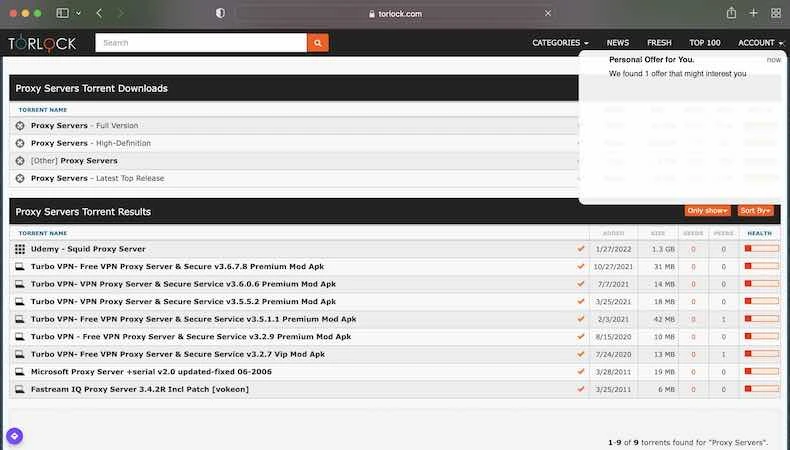 torlock.com
TORLOCK Search CATEGORIES NEWS FRESH TOP 100 ACCOUNT
Personal Offer for You. now
We found 1 offer that might interest you
Proxy Servers Torrent Downloads
TORRENT NAME
Proxy Servers - Full Version
Proxy Servers - High-Definition
[Other] Proxy Servers
Proxy Servers - Latest Top Release
Proxy Servers Torrent Results Only show Sort By
TORRENT NAME ADDED SIZE SEEDS PEERS HEALTH
Udemy - Squid Proxy Server 1/27/2022 1.3 GB 0 0
Turbo VPN- Free VPN Proxy Server & Secure v3.6.7.8 Premium Mod Apk 10/27/2021 31 MB 0 0
Turbo VPN- VPN Proxy Server & Secure Service v3.6.0.6 Premium Mod Apk 7/7/2021 14 MB 0 0
Turbo VPN- VPN Proxy Server & Secure Service v3.5.5.2 Premium Mod Apk 3/25/2021 18 MB 0 0
Turbo VPN- Free VPN Proxy Server & Secure Service v3.5.1.1 Premium Mod Apk 2/3/2021 42 MB 0 1
Turbo VPN - Free VPN Proxy Server & Secure Service v3.2.9 Premium Mod Apk 8/15/2020 10 MB 0 0
Turbo VPN- Free VPN Proxy Server & Secure Service v3.2.7 Vip Mod Apk 7/24/2020 13 MB 0 1
Microsoft Proxy Server +serial v2.0 updated-fixed 06-2006 3/28/2011 19 MB 0 0
Fastream IQ Proxy Server 3.4.2R Incl Patch [vokeon] 3/25/2011 6 MB 0 0
1-9 of 9 torrents found for "Proxy Servers".